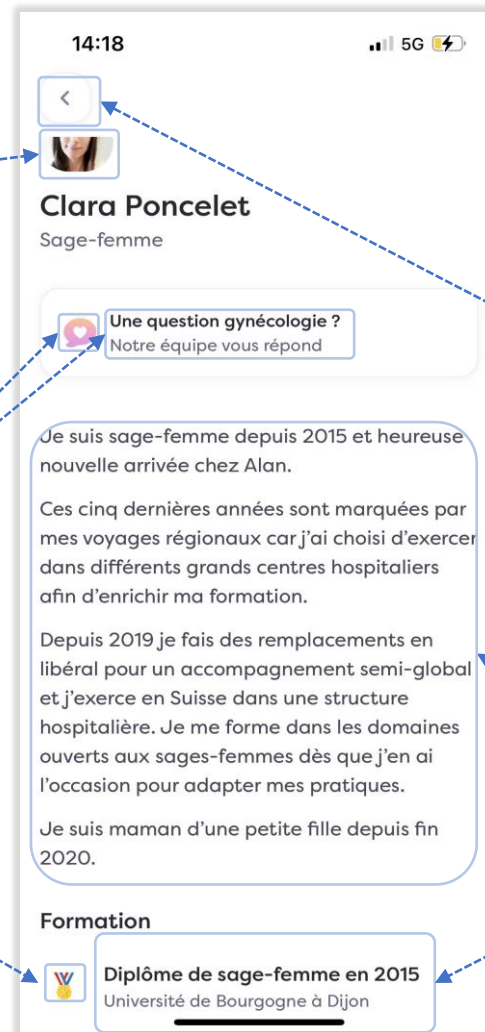 14:18
5G
Clara Poncelet
Sage-femme
Une question gynécologie ?
Notre équipe vous répond
Je suis sage-femme depuis 2015 et heureuse
nouvelle arrivée chez Alan.
Ces cinq dernières années sont marquées par
mes voyages régionaux car j'ai choisi d'exercer
dans différents grands centres hospitaliers
afin d'enrichir ma formation.
Depuis 2019 je fais des remplacements en
libéral pour un accompagnement semi-global
et j'exerce en Suisse dans une structure
hospitalière. Je me forme dans les domaines
ouverts aux sages-femmes dès que j'en ai
l'occasion pour adapter mes pratiques.
Je suis maman d'une petite fille depuis fin
2020.
Formation
Diplôme de sage-femme en 2015
Université de Bourgogne à Dijon